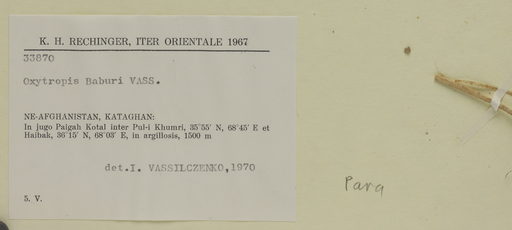 K. H. RECHINGER, ITER ORIENTALE 1967
33870
Oxytropis Baburi VASS.
NE-AFGHANISTAN, KATAGHAN:
In jugo Paigah Kotal inter Pul-i Khumri, 35°55' N, 68°45' E et
Haibak, 36°15' N, 68°03' E, in argillosis, 1500 m
det.I. VASSILCZENKO,1970
5. V.
Para